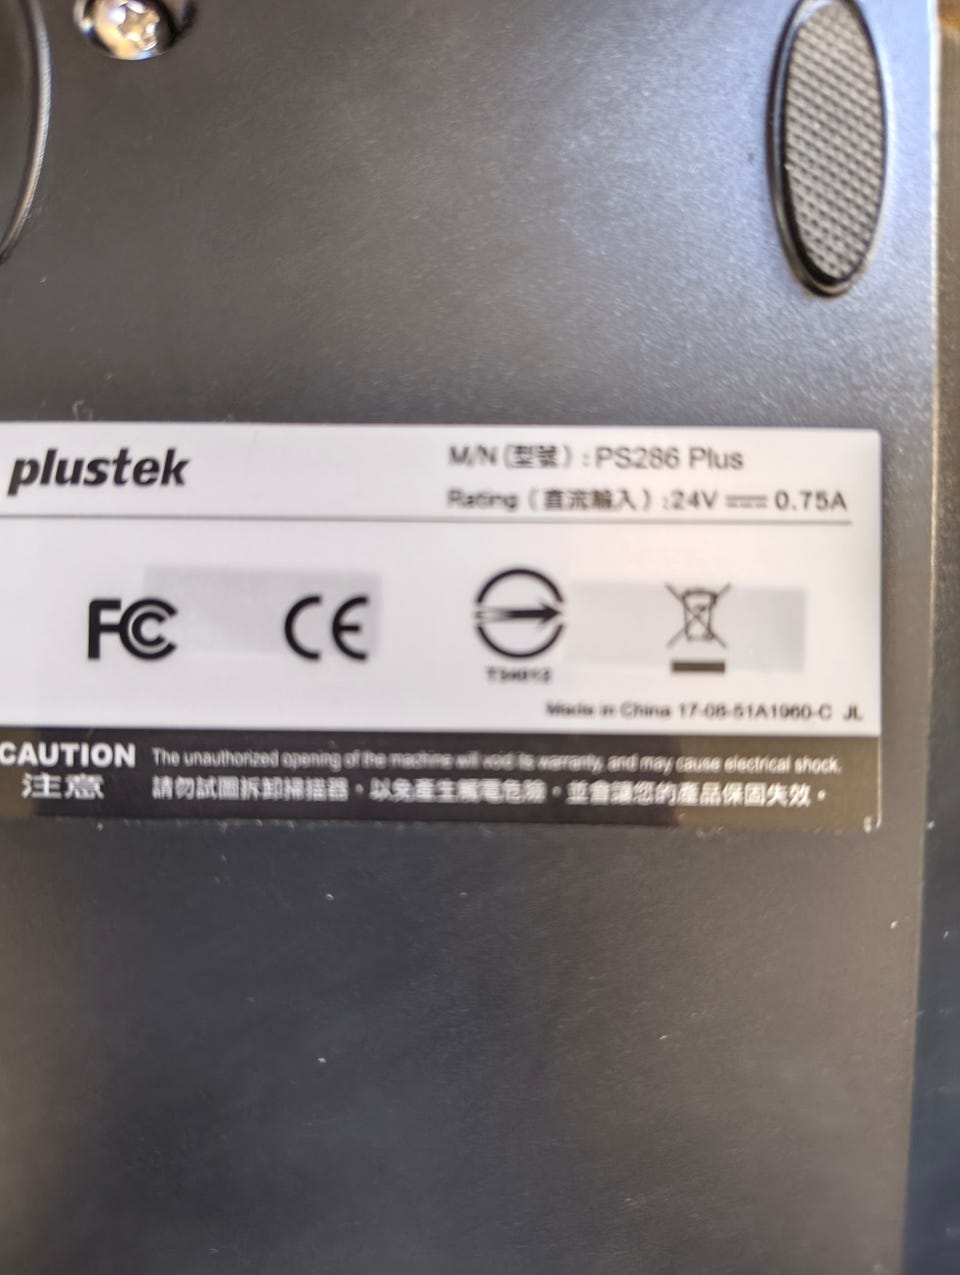 plustek
M/N (型號) : PS286 Plus
Rating (直流輸入) : 24V 0.75A
FC CE
Made in China 17-08-51A1960-C JL
CAUTION The unauthorized opening of the machine will void its warranty, and may cause electrical shock.
注意 請勿試圖拆卸掃描器，以免產生觸電危險，並會讓您的產品保固失效。